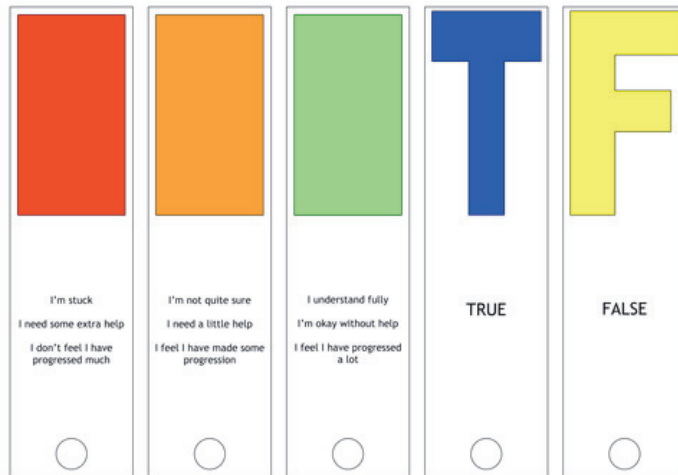 T
F
I'm stuck
I need some extra help
I don't feel I have
progressed much
I'm not quite sure
I need a little help
I feel I have made some
progression
I understand fully
I'm okay without help
I feel I have progressed
a lot
TRUE
FALSE